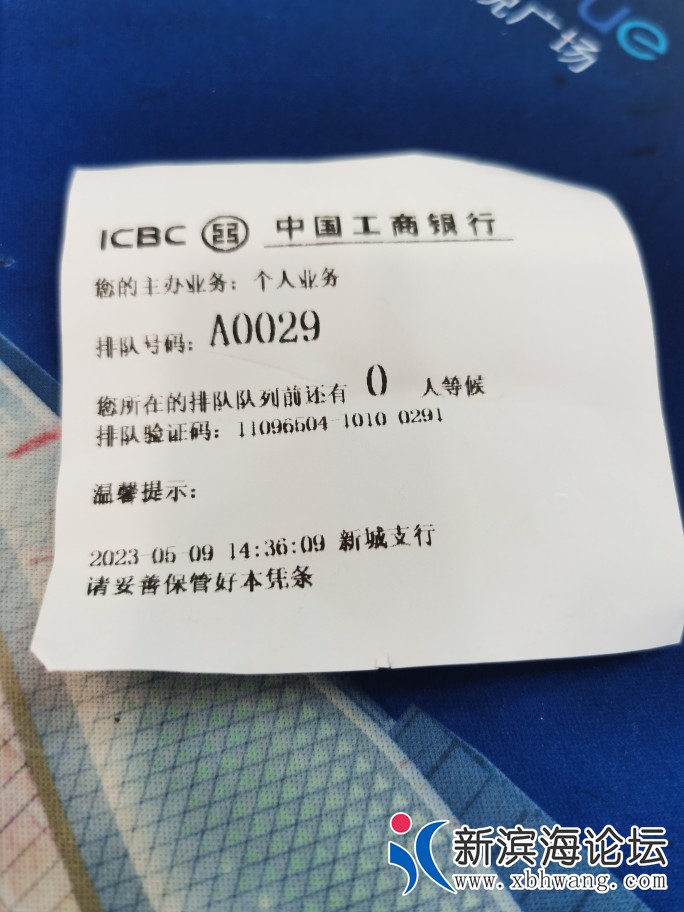 ue
广场
ICBC 中国工商银行
您的主办业务：个人业务
排队号码：A0029
您所在的排队队列前还有 0 人等候
排队验证码：11096504 1010 0291
温馨提示：
2023-05-09 14:36:09 新城支行
请妥善保管好本凭条
新滨海论坛
www.xbhwang.com